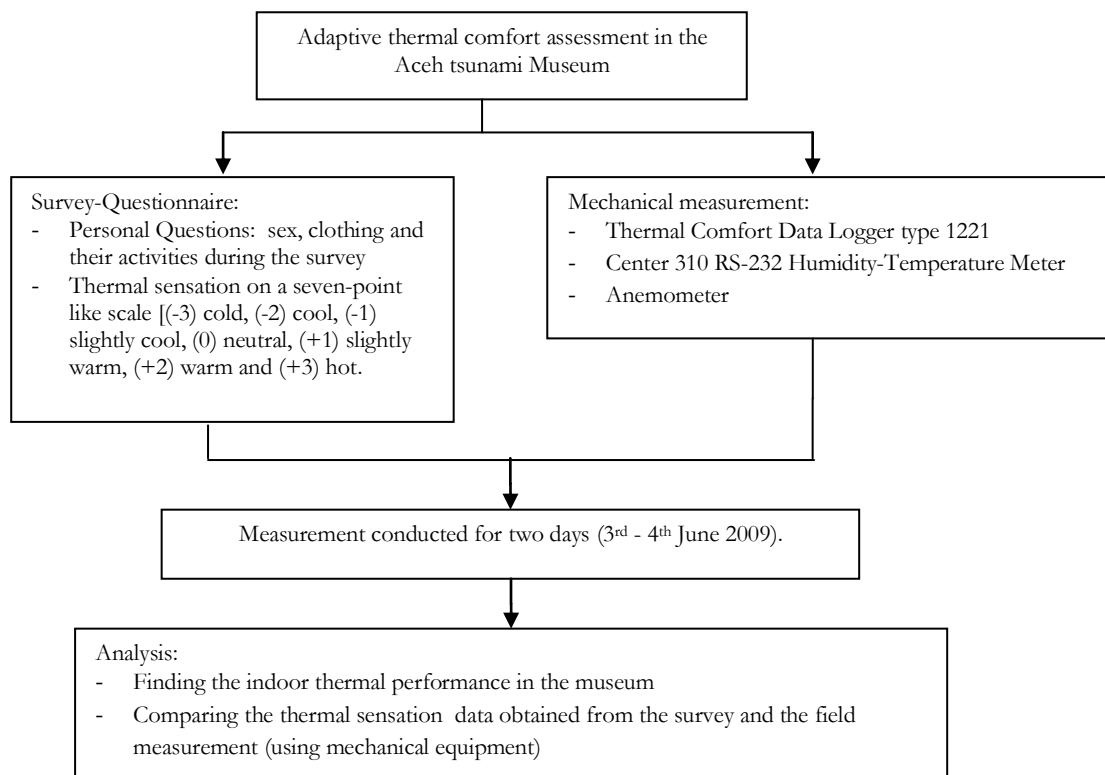 Adaptive thermal comfort assessment in the
Aceh tsunami Museum
Survey-Questionnaire:
- Personal Questions: sex, clothing and
their activities during the survey
- Thermal sensation on a seven-point
like scale [(-3) cold, (-2) cool, (-1)
slightly cool, (0) neutral, (+1) slightly
warm, (+2) warm and (+3) hot.
Mechanical measurement:
- Thermal Comfort Data Logger type 1221
- Center 310 RS-232 Humidity-Temperature Meter
- Anemometer
Measurement conducted for two days (3rd - 4th June 2009).
Analysis:
- Finding the indoor thermal performance in the museum
- Comparing the thermal sensation data obtained from the survey and the field
measurement (using mechanical equipment)